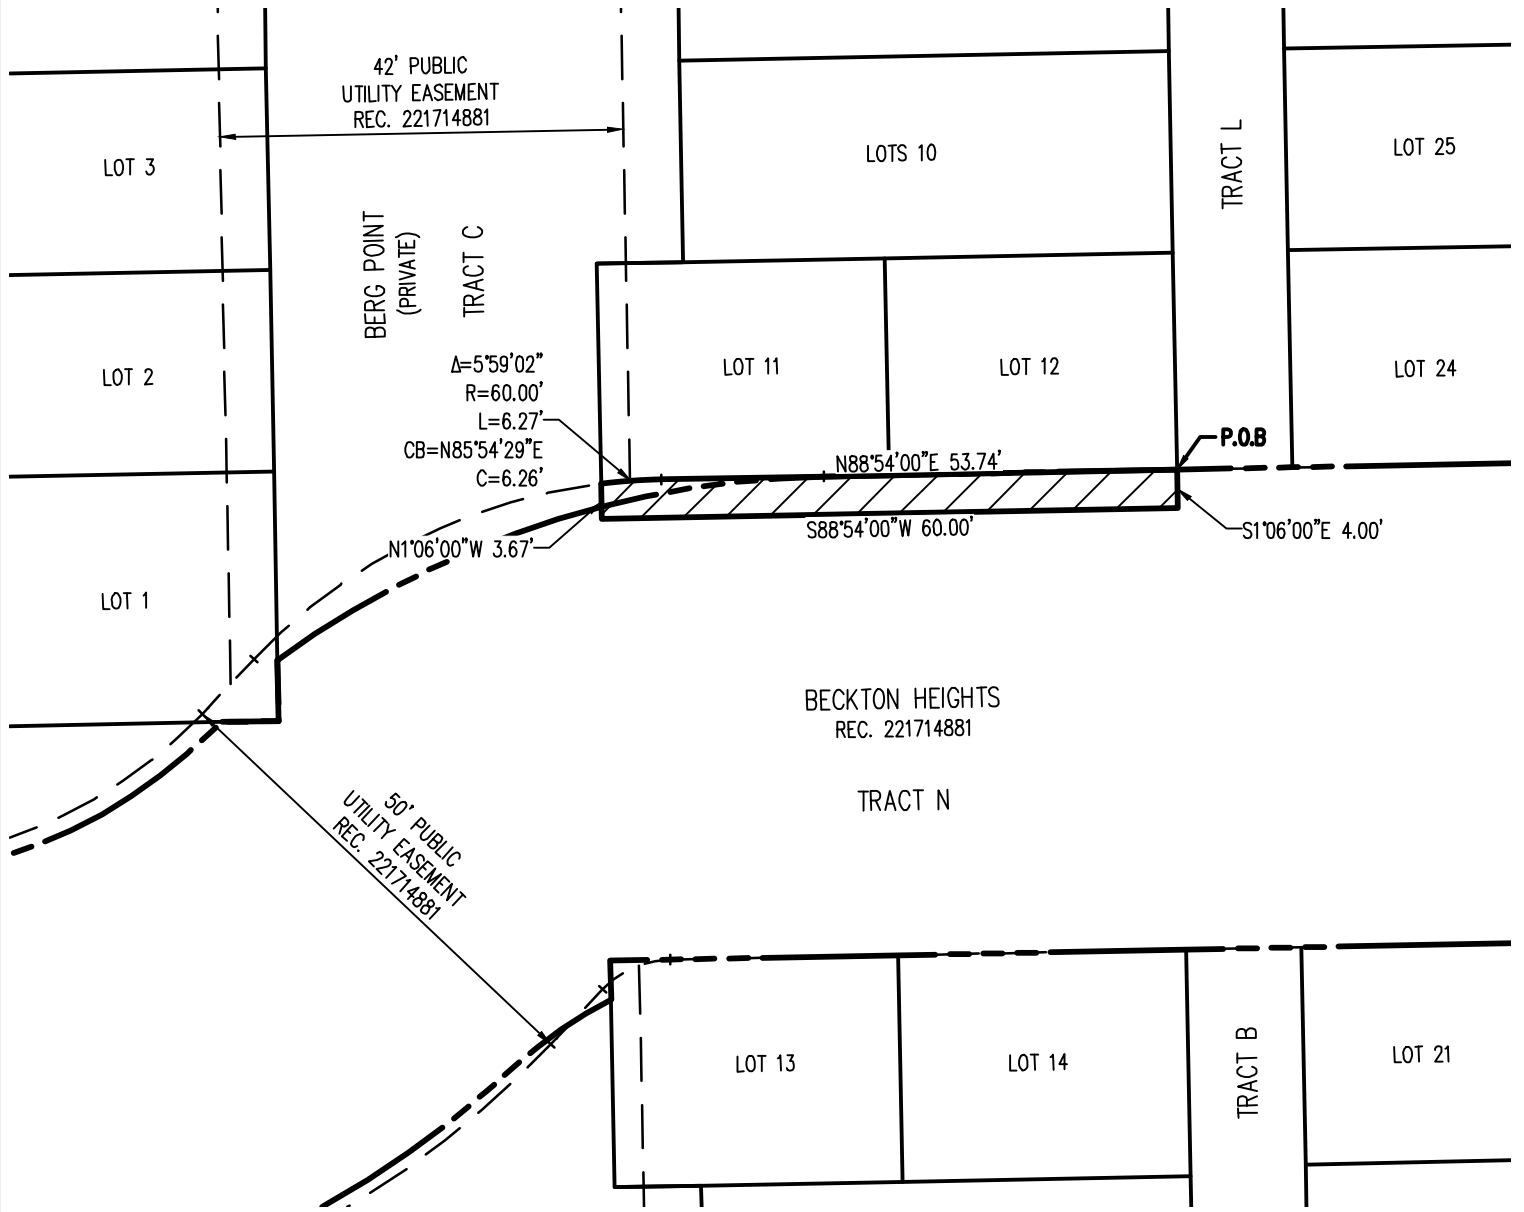 42' PUBLIC
UTILITY EASEMENT
REC. 221714881
LOT 3
LOTS 10
TRACT L
LOT 25
BERG POINT
(PRIVATE)
TRACT C
LOT 2
Δ=5°59'02"
R=60.00'
L=6.27'
CB=N85°54'29"E
C=6.26'
LOT 11
LOT 12
LOT 24
P.O.B
N88°54'00"E 53.74'
S88°54'00"W 60.00'
S1°06'00"E 4.00'
N1°06'00"W 3.67'
LOT 1
BECKTON HEIGHTS
REC. 221714881
TRACT N
50' PUBLIC
UTILITY EASEMENT
REC. 221714881
LOT 13
LOT 14
TRACT B
LOT 21